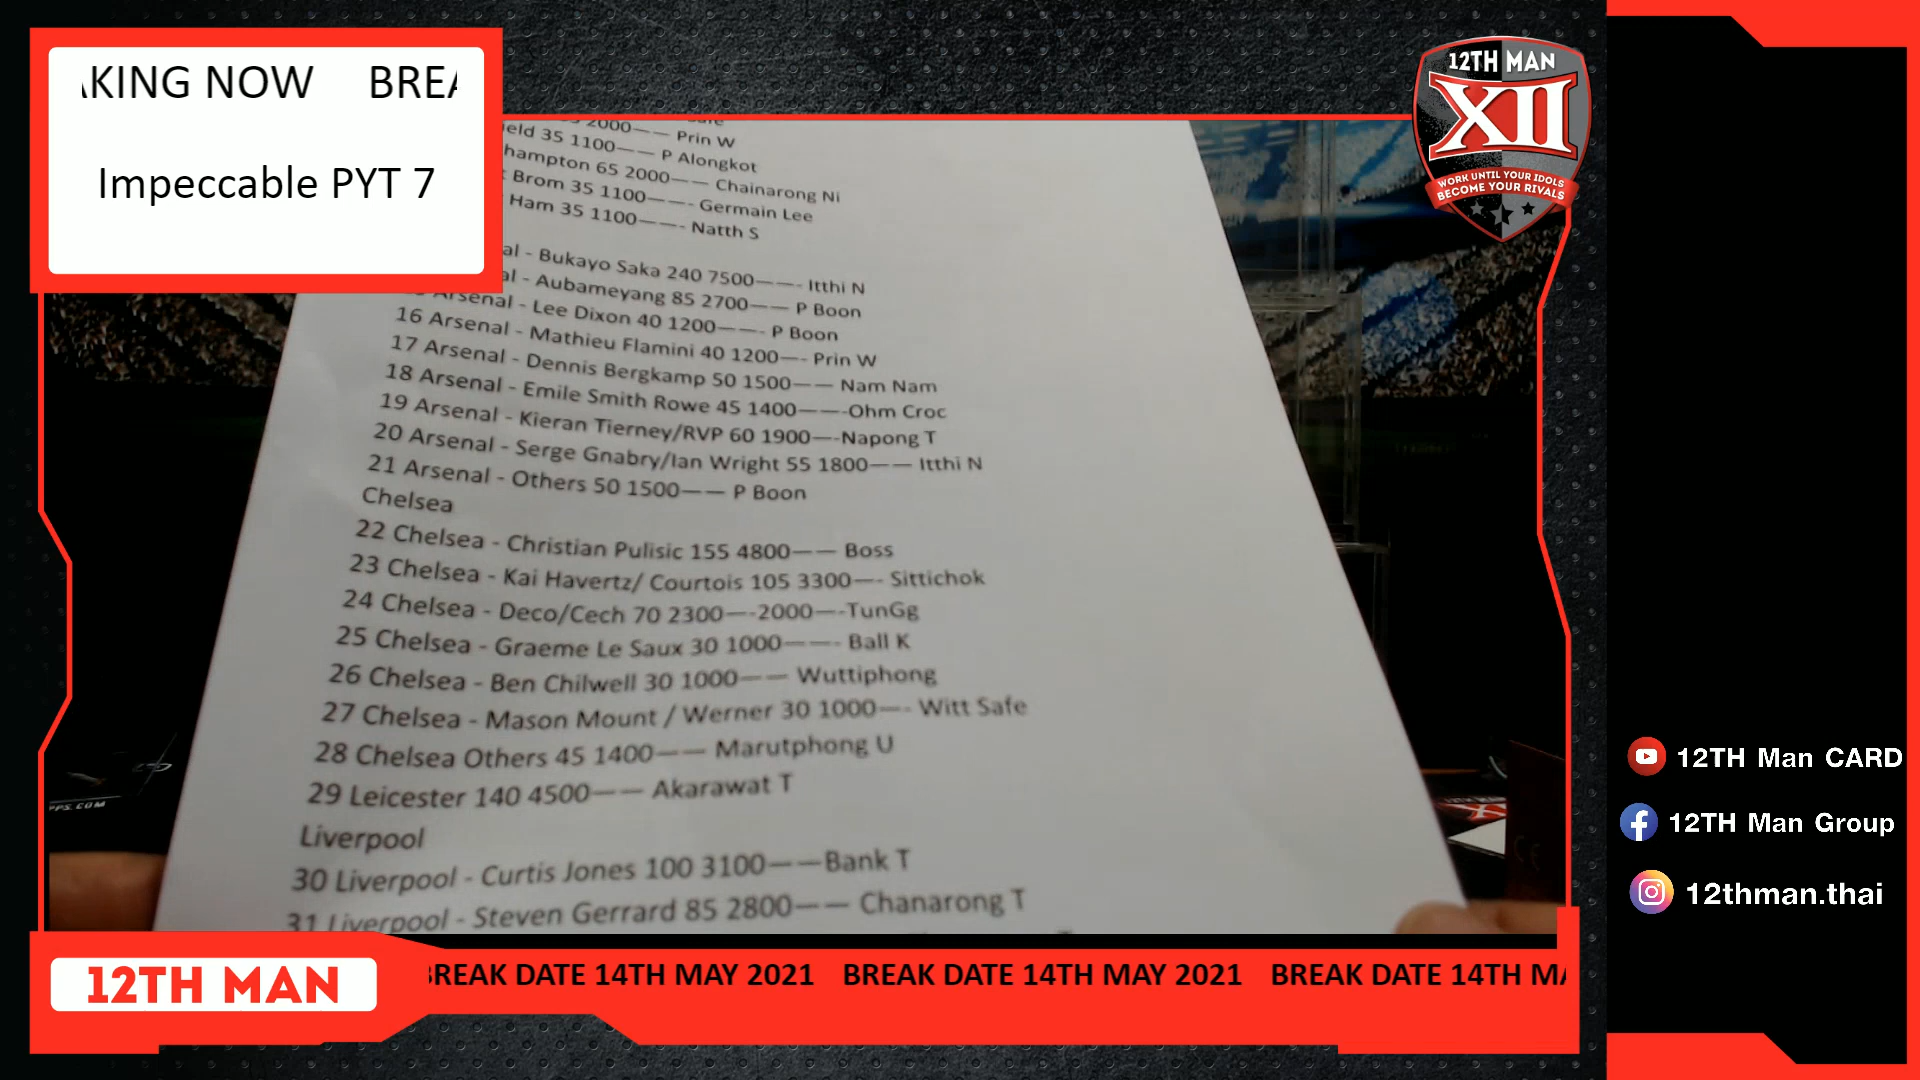 AKING NOW BREA
Impeccable PYT 7
12TH MAN
XII
WORK UNTIL YOUR IDOLS
BECOME YOUR RIVALS
2000—— Prin W
ield 35 1100—— P Alongkot
hampton 65 2000—— Chainarong Ni
t Brom 35 1100——- Germain Lee
Ham 35 1100——- Natth S
al - Bukayo Saka 240 7500——- Itthi N
al - Aubameyang 85 2700—— P Boon
Arsenal - Lee Dixon 40 1200——- P Boon
16 Arsenal - Mathieu Flamini 40 1200—- Prin W
17 Arsenal - Dennis Bergkamp 50 1500—— Nam Nam
18 Arsenal - Emile Smith Rowe 45 1400——-Ohm Croc
19 Arsenal - Kieran Tierney/RVP 60 1900—-Napong T
20 Arsenal - Serge Gnabry/Ian Wright 55 1800—— Itthi N
21 Arsenal - Others 50 1500—— P Boon
Chelsea
22 Chelsea - Christian Pulisic 155 4800—— Boss
23 Chelsea - Kai Havertz/ Courtois 105 3300—- Sittichok
24 Chelsea - Deco/Cech 70 2300—-2000—-TunGg
25 Chelsea - Graeme Le Saux 30 1000——- Ball K
26 Chelsea - Ben Chilwell 30 1000—— Wuttiphong
27 Chelsea - Mason Mount / Werner 30 1000—- Witt Safe
28 Chelsea Others 45 1400—— Marutphong U
29 Leicester 140 4500—— Akarawat T
Liverpool
30 Liverpool - Curtis Jones 100 3100——Bank T
31 Liverpool - Steven Gerrard 85 2800—— Chanarong T
PPS.COM
12TH Man CARD
12TH Man Group
12thman.thai
12TH MAN
BREAK DATE 14TH MAY 2021 BREAK DATE 14TH MAY 2021 BREAK DATE 14TH MA